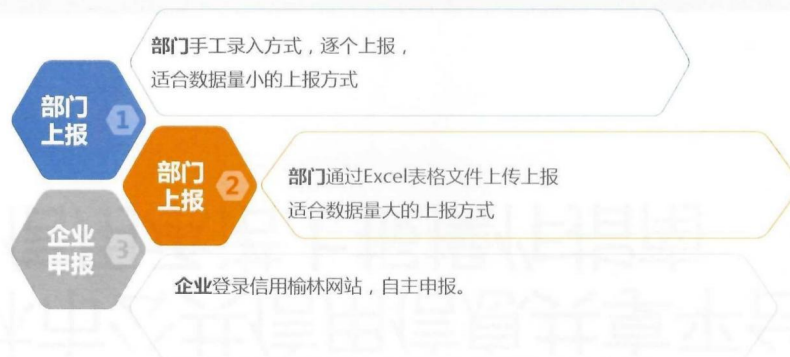 部门
上报
1
部门手工录入方式，逐个上报，
适合数据量小的上报方式
部门
上报
2
部门通过Excel表格文件上传上报
适合数据量大的上报方式
企业
申报
3
企业登录信用榆林网站，自主申报。